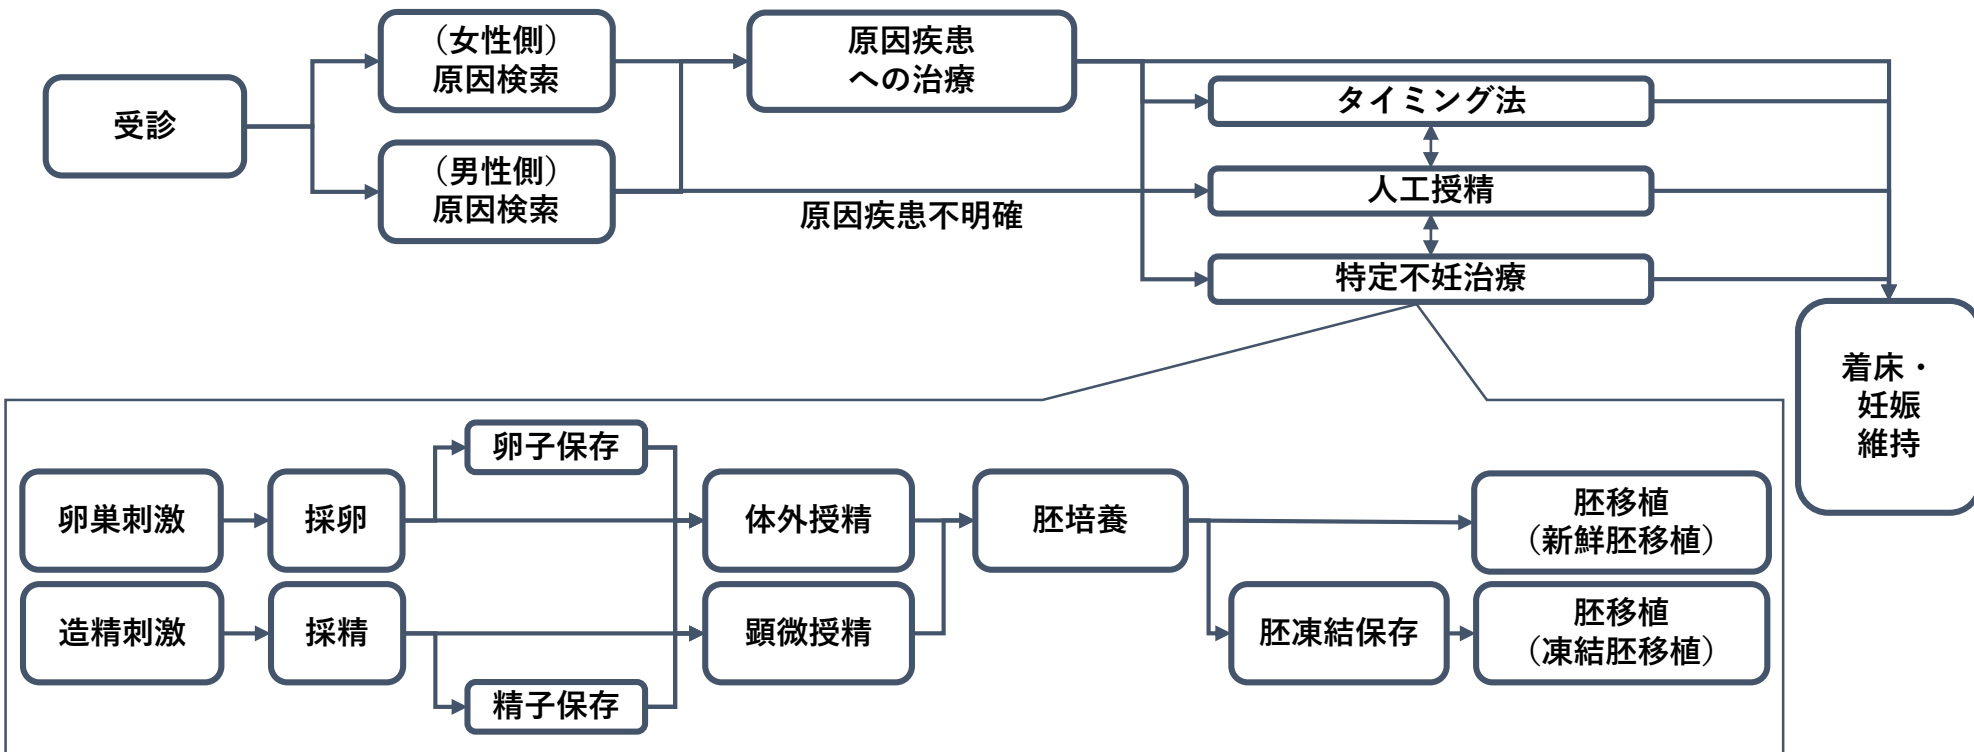 受診
（女性側）
原因検索
（男性側）
原因検索
原因疾患
への治療
原因疾患不明確
タイミング法
人工授精
特定不妊治療
着床・
妊娠
維持
卵巣刺激
採卵
卵子保存
造精刺激
採精
精子保存
体外授精
顕微授精
胚培養
胚凍結保存
胚移植
（新鮮胚移植）
胚移植
（凍結胚移植）